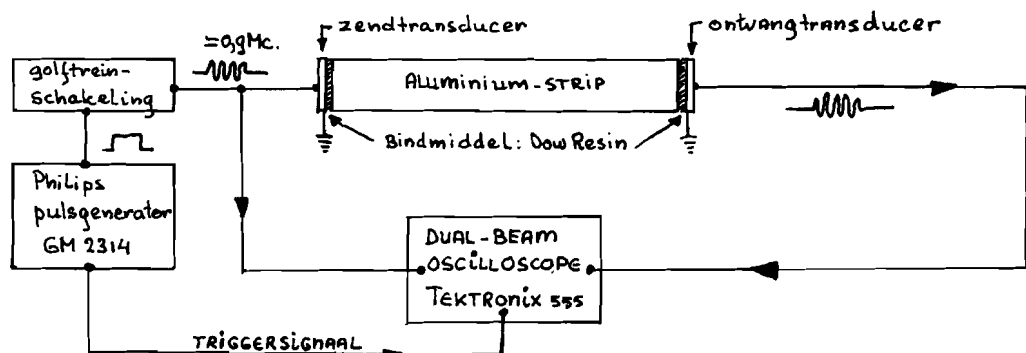 zendtransducer
ontvangtransducer
≈0,9Mc.
golftrein-
schakeling
ALUMINIUM-STRIP
Bindmiddel: Dow Resin
Philips
pulsgenerator
GM 2314
DUAL-BEAM
OSCILLOSCOPE
TEKTRONIX 555
TRIGGERSIGNAAL